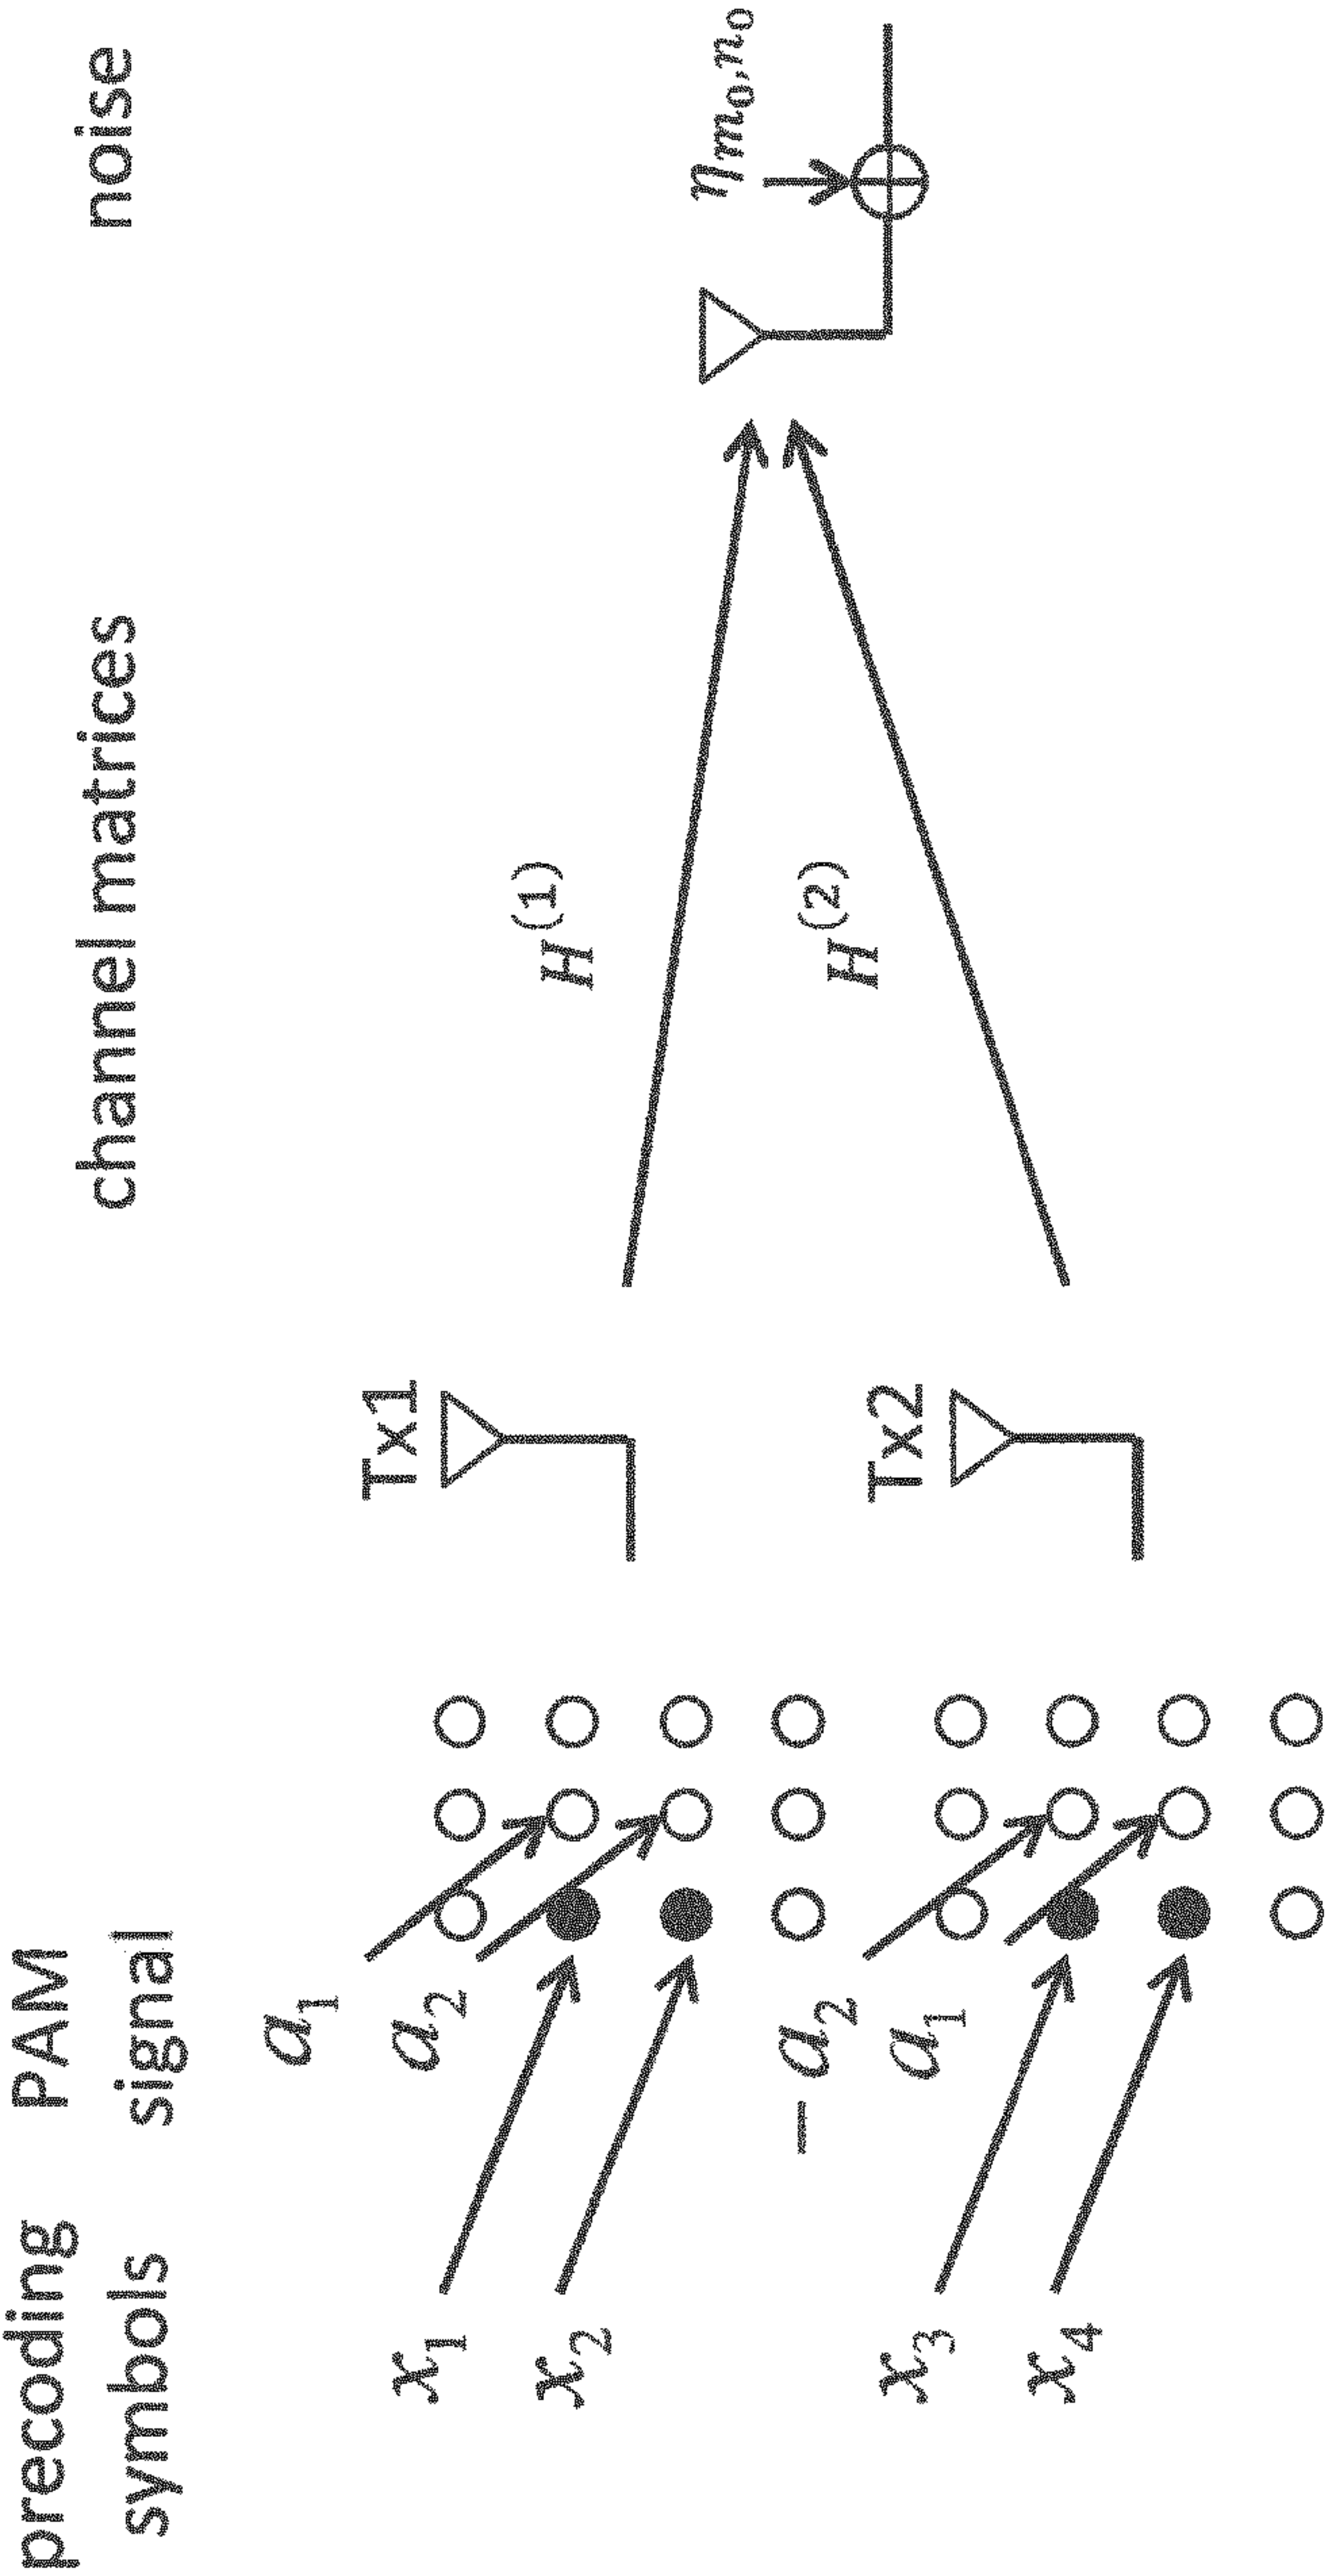 precoding symbols
PAM signal
channel matrices
noise
a₁
a₂
x₁
x₂
Tx1
H⁽¹⁾
ηₘ₀,ₙ₀
− a₂
a₁
x₃
x₄
Tx2
H⁽²⁾